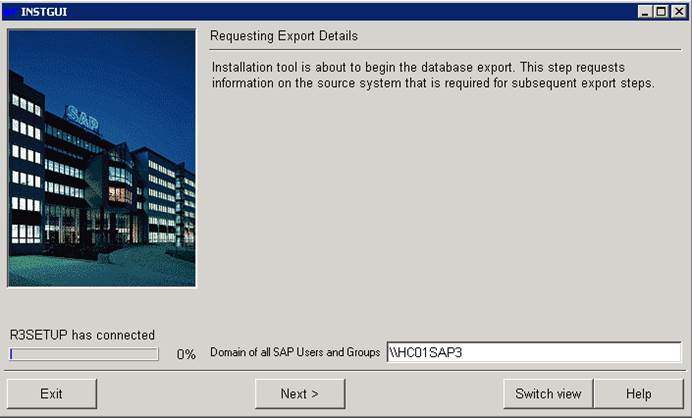 INSTGUI
Requesting Export Details
Installation tool is about to begin the database export. This step requests
information on the source system that is required for subsequent export steps.
SAP
R3SETUP has connected
0%
Domain of all SAP Users and Groups
\\HC01SAP3
Exit
Next >
Switch view
Help